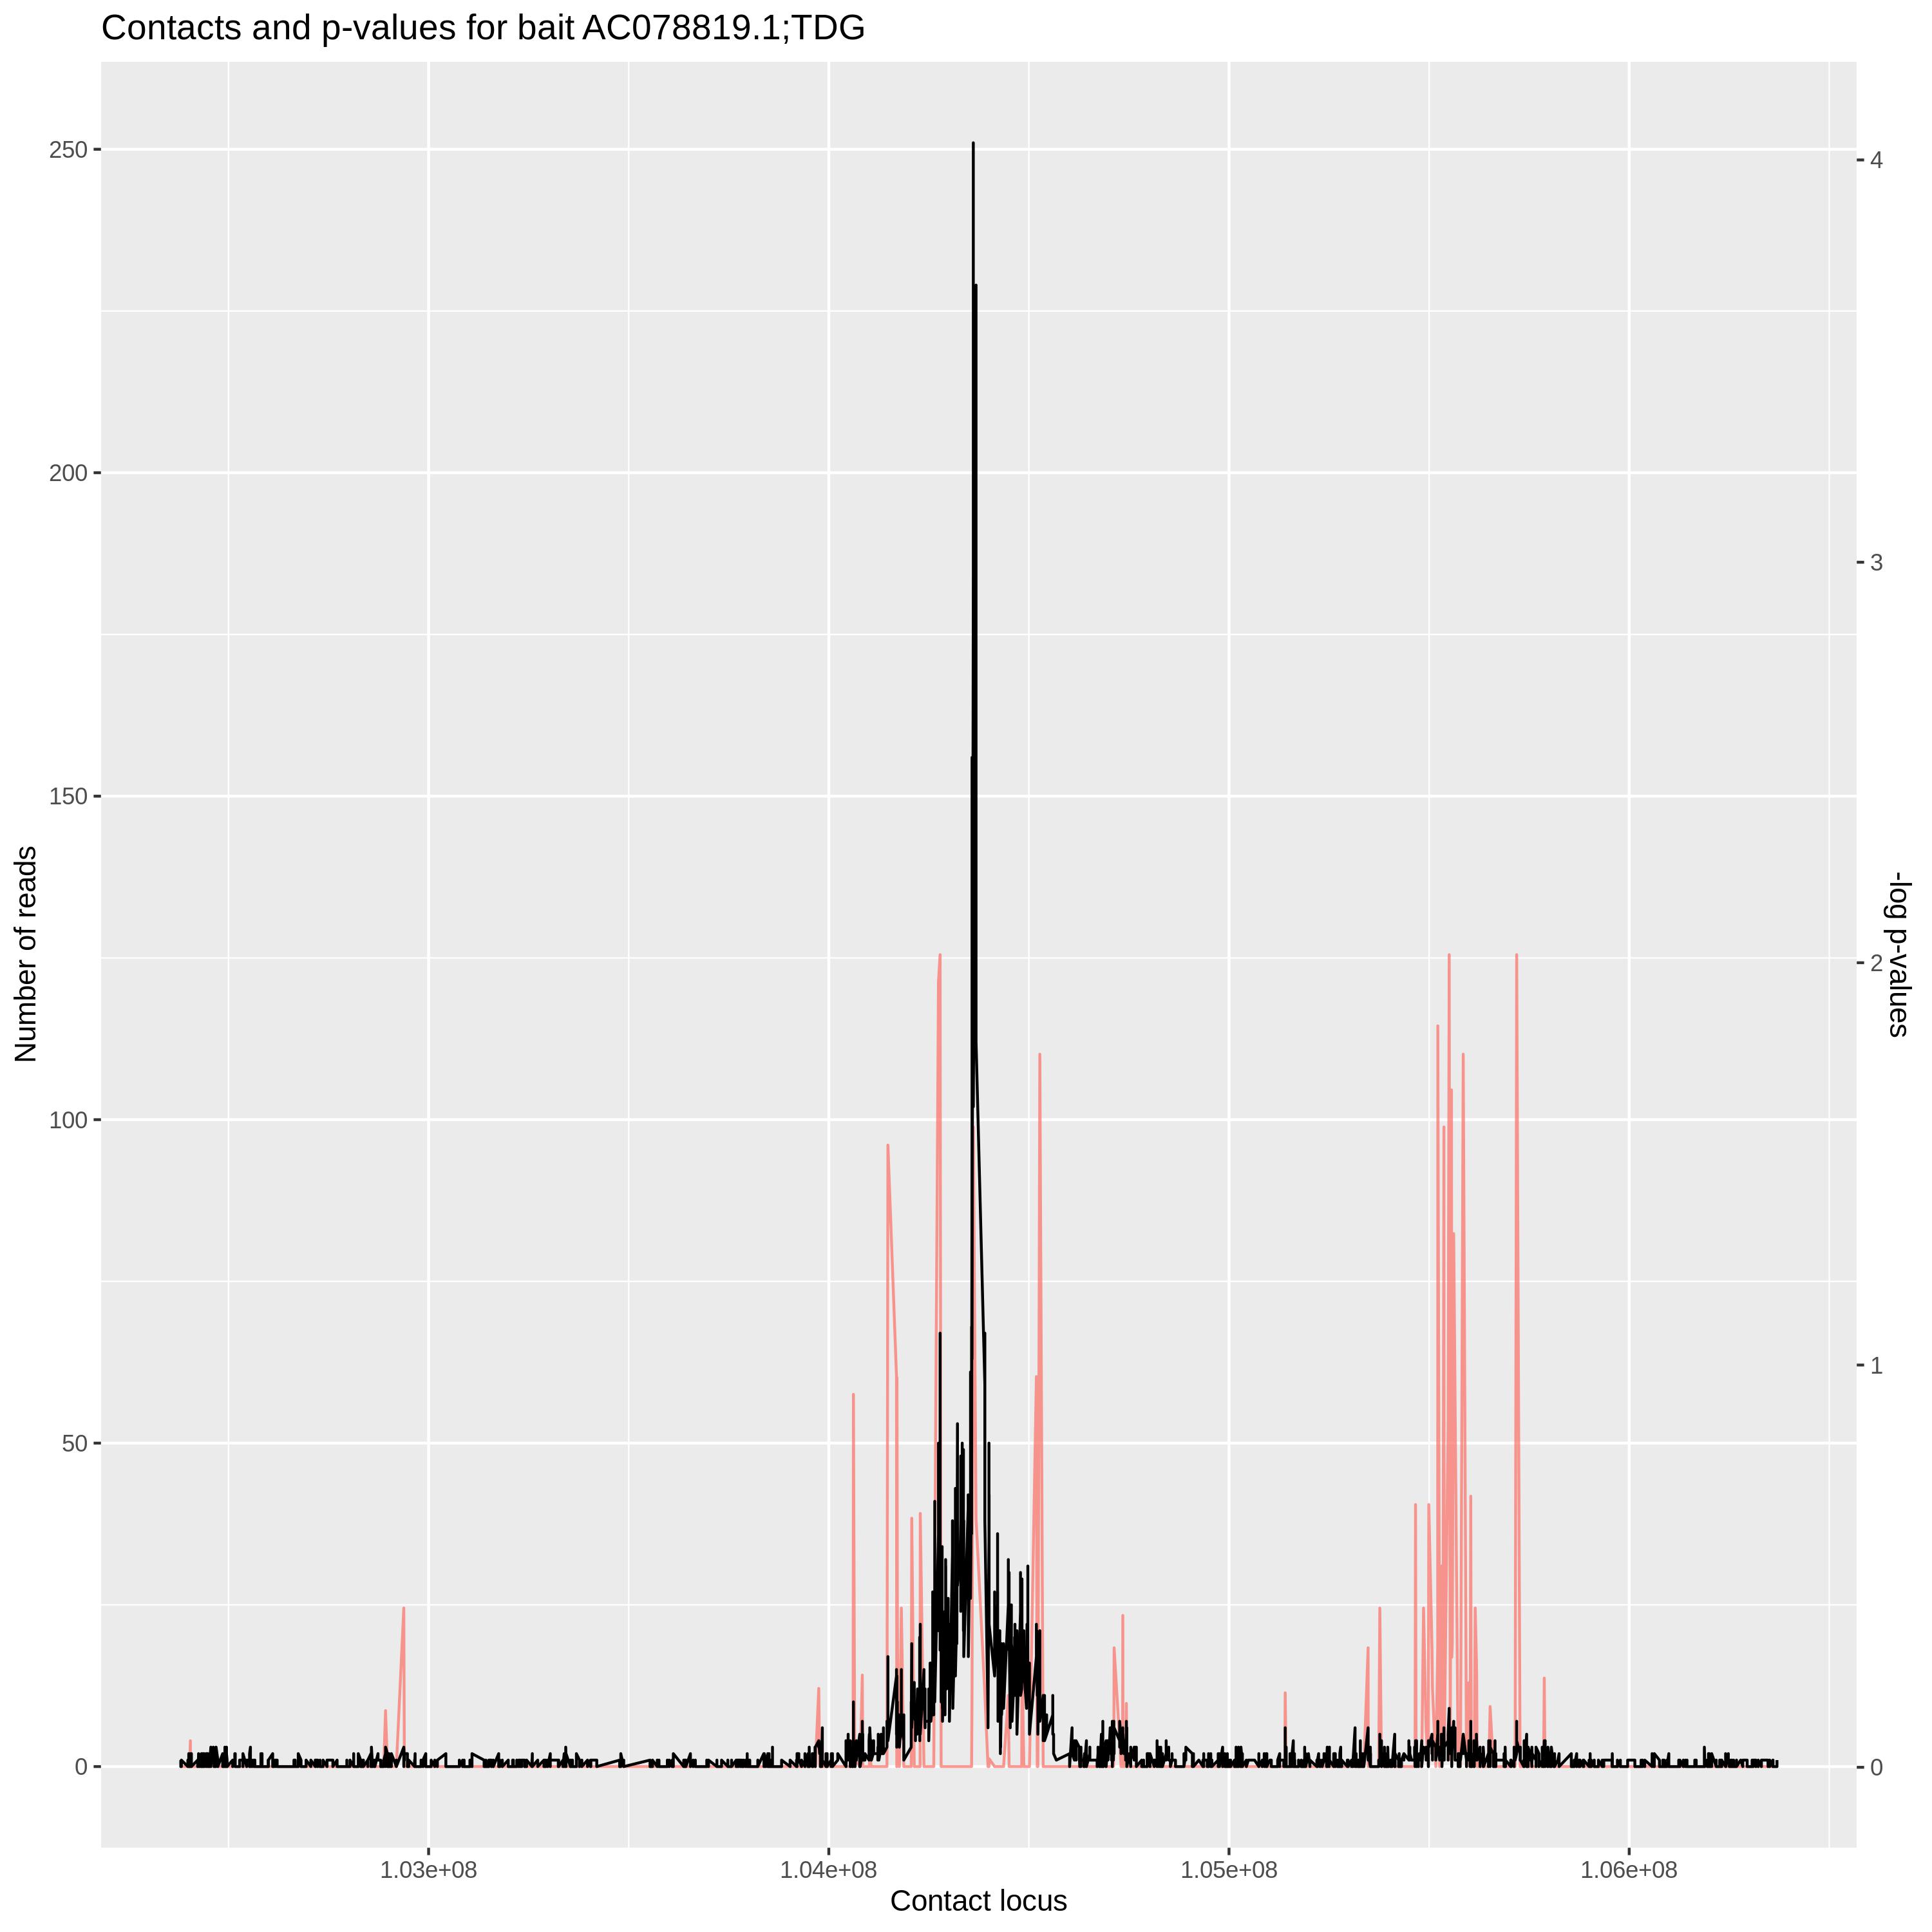 Contacts and p-values for bait AC078819.1;TDG
250
200
150
100
50
0
Number of reads
4
3
2
1
0
-log p-values
1.03e+08
1.04e+08
1.05e+08
1.06e+08
Contact locus